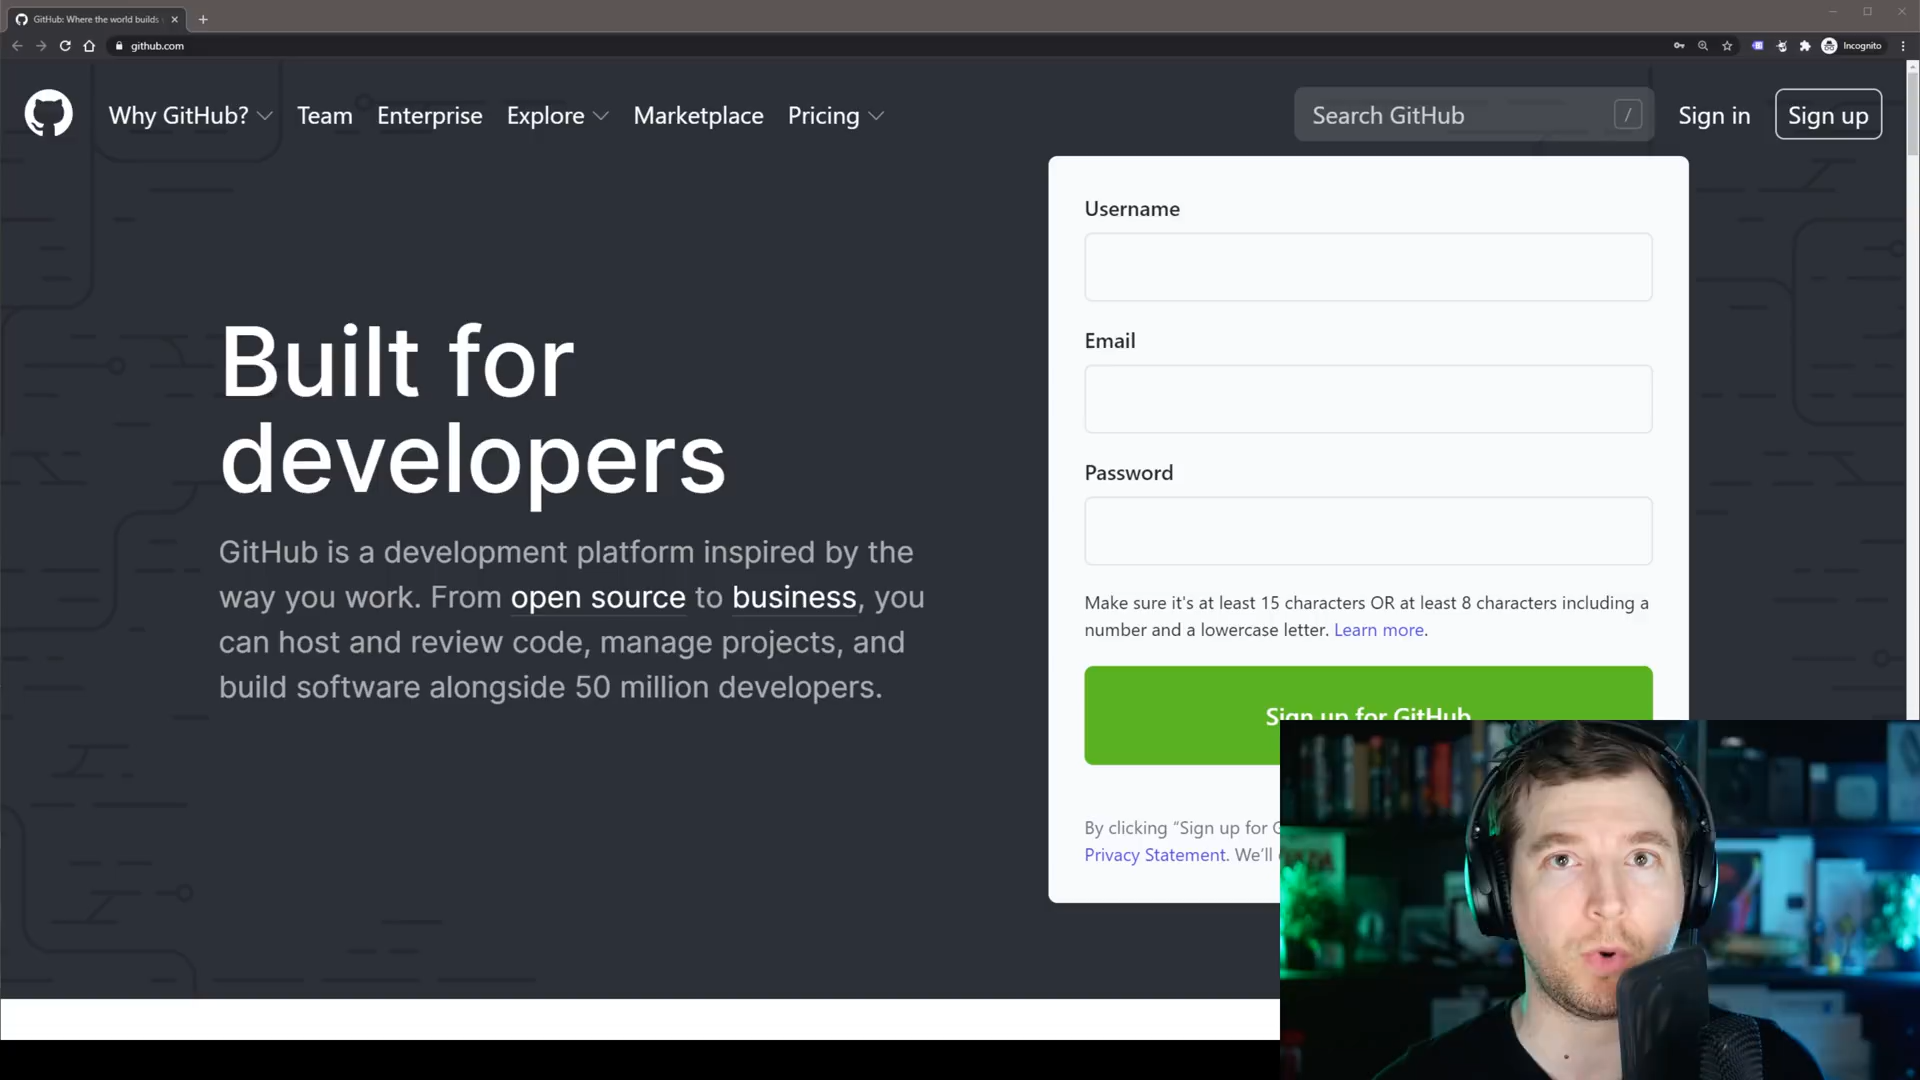 GitHub: Where the world builds
github.com
Incognito
Why GitHub?
Team
Enterprise
Explore
Marketplace
Pricing
Search GitHub
/
Sign in
Sign up
Built for
developers
GitHub is a development platform inspired by the
way you work. From open source to business, you
can host and review code, manage projects, and
build software alongside 50 million developers.
Username
Email
Password
Make sure it's at least 15 characters OR at least 8 characters including a
number and a lowercase letter. Learn more.
Sign up for GitHub
By clicking “Sign up for
Privacy Statement. We’ll